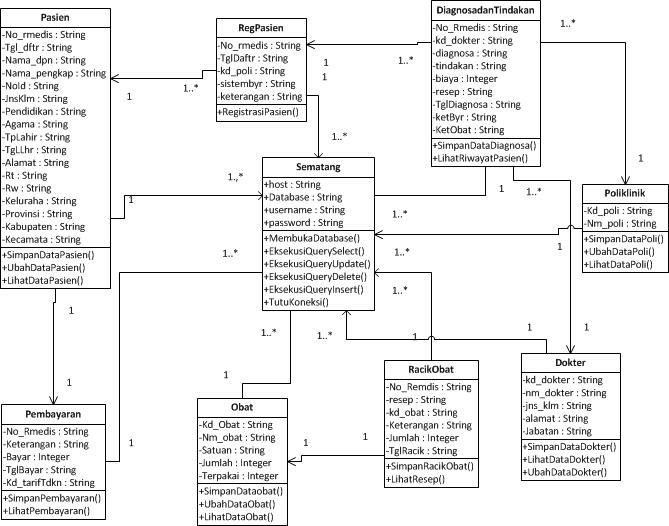 Pasien
-No_rmedis : String
-Tgl_dftr : String
-Nama_dpn : String
-Nama_pengkap : String
-NoId : String
-JnsKlm : String
-Pendidikan : String
-Agama : String
-TpLahir : String
-TgLLhr : String
-Alamat : String
-Rt : String
-Rw : String
-Keluraha : String
-Provinsi : String
-Kabupaten : String
-Kecamata : String
+SimpanDataPasien()
+UbahDataPasien()
+LihatDataPasien()
RegPasien
-No_rmedis : String
-TglDaftr : String
-kd_poli : String
-sistembyr : String
-keterangan : String
+RegistrasiPasien()
DiagnosadanTindakan
-No_Rmedis : String
-kd_dokter : String
-diagnosa : String
-tindakan : String
-biaya : Integer
-resep : String
-TglDiagnosa : String
-ketByr : String
-KetObat : String
+SimpanDataDiagnosa()
+LihatRiwayatPasien()
Sematang
+host : String
+Database : String
+username : String
+password : String
+MembukaDatabase()
+EksekusiQuerySelect()
+EksekusiQueryUpdate()
+EksekusiQueryDelete()
+EksekusiQueryInsert()
+TutuKoneksi()
Poliklinik
-Kd_poli : String
-Nm_poli : String
+SimpanDataPoli()
+UbahDataPoli()
+LihatDataPoli()
Pembayaran
-No_Rmedis : String
-Keterangan : String
-Bayar : Integer
-TglBayar : String
-Kd_tarifTdkn : String
+SimpanPembayaran()
+LihatPembayaran()
Obat
-Kd_Obat : String
-Nm_obat : String
-Satuan : String
-Jumlah : Integer
-Terpakai : Integer
+SimpanDataobat()
+UbahDataObat()
+LihatDataObat()
RacikObat
-No_Remdis : String
-resep : String
-kd_obat : String
-Keterangan : String
-Jumlah : Integer
-TglRacik : String
+SimpanRacikObat()
+LihatResep()
Dokter
-kd_dokter : String
-nm_dokter : String
-jns_klm : String
-alamat : String
-Jabatan : String
+SimpanDataDokter()
+LihatDataDokter()
+UbahDataDokter()
1
1..*
1
1..*
1
1..*
1..*
1
1
1..*
1
1..*
1..*
1
1..*
1
1..*
1
1..*
1
1..*
1
1
1
1
1
1
1..*